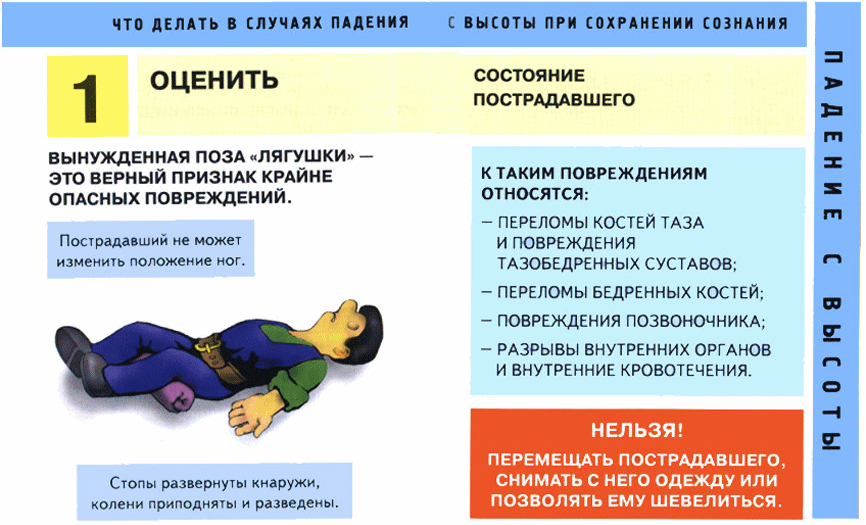 ЧТО ДЕЛАТЬ В СЛУЧАЯХ ПАДЕНИЯ С ВЫСОТЫ ПРИ СОХРАНЕНИИ СОЗНАНИЯ
1
ОЦЕНИТЬ
СОСТОЯНИЕ
ПОСТРАДАВШЕГО
ВЫНУЖДЕННАЯ ПОЗА «ЛЯГУШКИ» —
ЭТО ВЕРНЫЙ ПРИЗНАК КРАЙНЕ
ОПАСНЫХ ПОВРЕЖДЕНИЙ.
Пострадавший не может
изменить положение ног.
Стопы развернуты кнаружи,
колени приподняты и разведены.
К ТАКИМ ПОВРЕЖДЕНИЯМ
ОТНОСЯТСЯ:
— ПЕРЕЛОМЫ КОСТЕЙ ТАЗА
И ПОВРЕЖДЕНИЯ
ТАЗОБЕДРЕННЫХ СУСТАВОВ;
— ПЕРЕЛОМЫ БЕДРЕННЫХ КОСТЕЙ;
— ПОВРЕЖДЕНИЯ ПОЗВОНОЧНИКА;
— РАЗРЫВЫ ВНУТРЕННИХ ОРГАНОВ
И ВНУТРЕННИЕ КРОВОТЕЧЕНИЯ.
НЕЛЬЗЯ!
ПЕРЕМЕЩАТЬ ПОСТРАДАВШЕГО,
СНИМАТЬ С НЕГО ОДЕЖДУ ИЛИ
ПОЗВОЛЯТЬ ЕМУ ШЕВЕЛИТЬСЯ.
ПАДЕНИЕ С ВЫСОТЫ